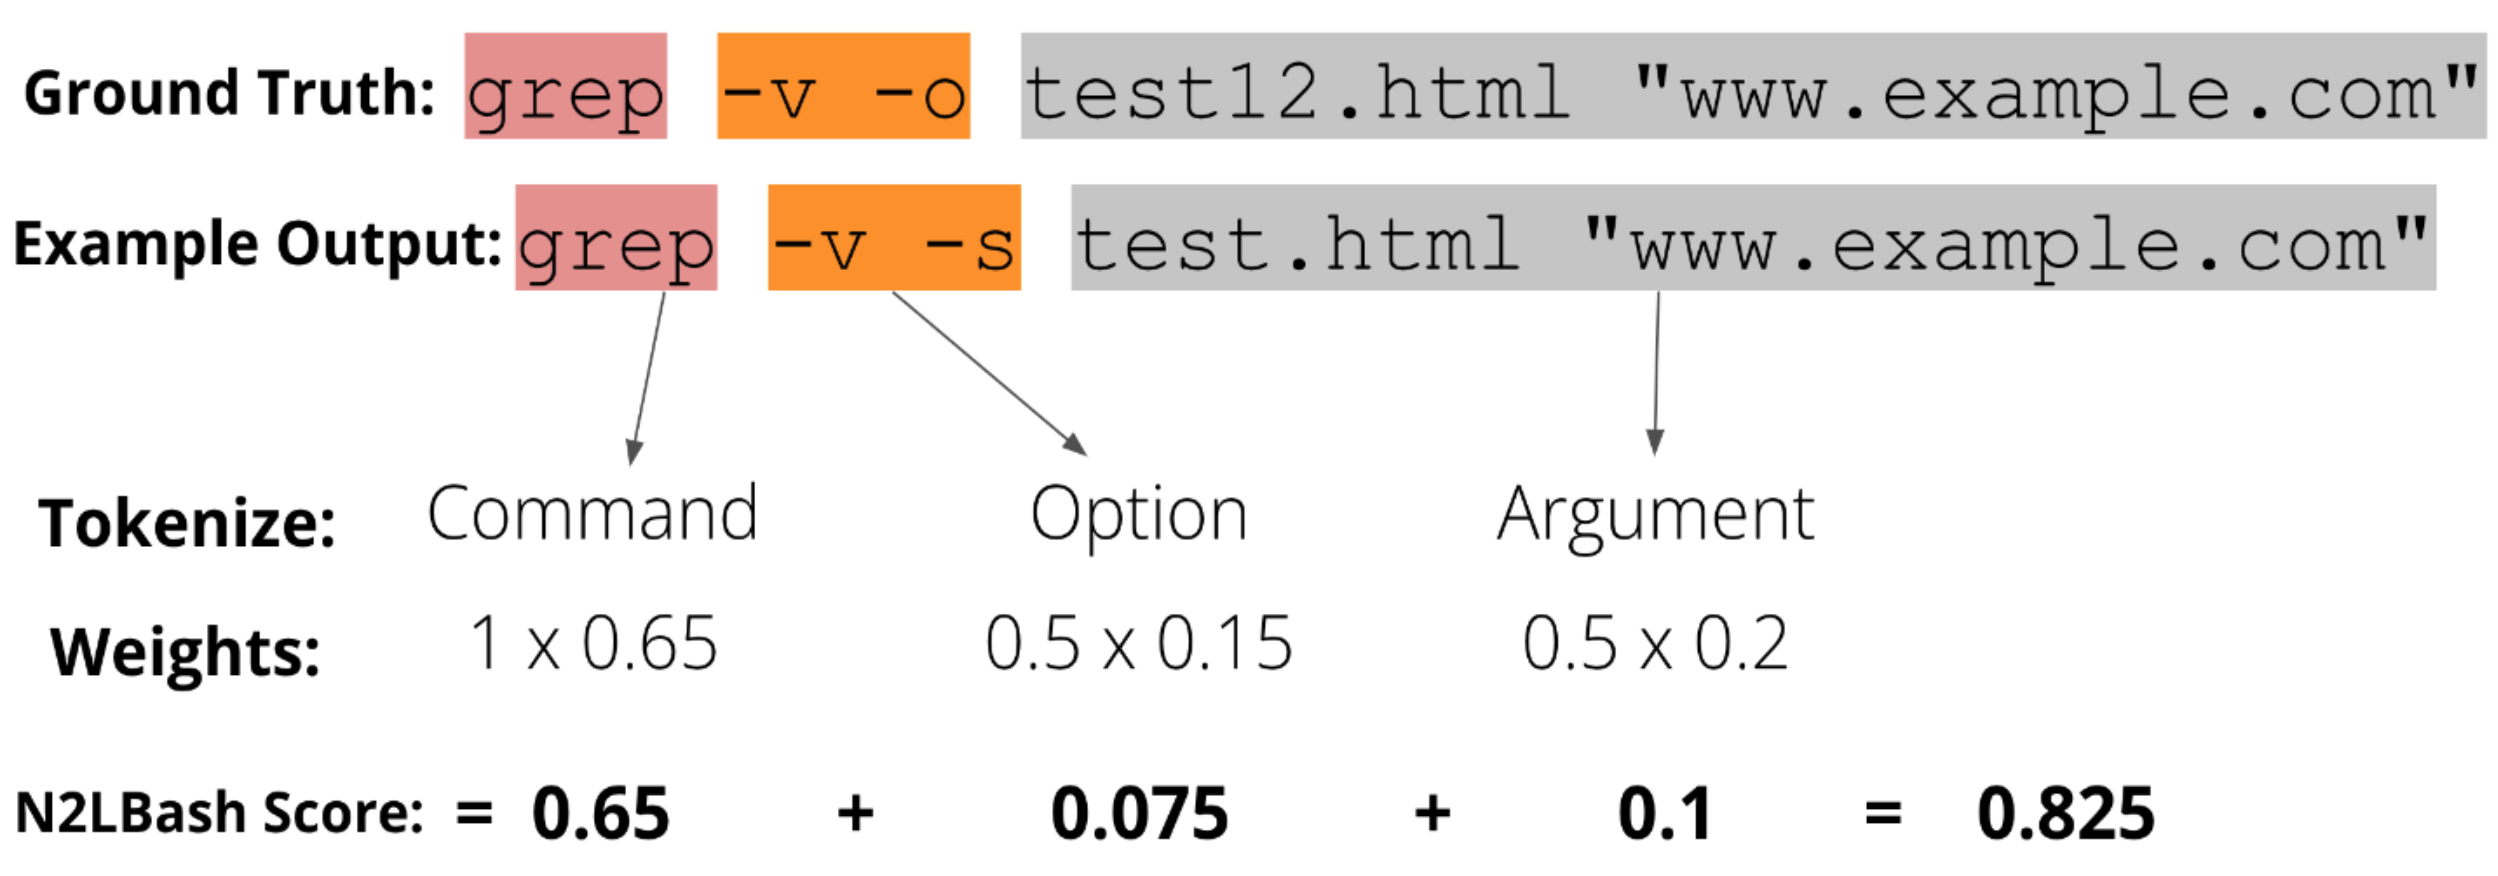 Ground Truth: grep -v -o test12.html "www.example.com"
Example Output: grep -v -s test.html "www.example.com"
Tokenize: Command Option Argument
Weights: 1 x 0.65 0.5 x 0.15 0.5 x 0.2
N2LBash Score: = 0.65 + 0.075 + 0.1 = 0.825